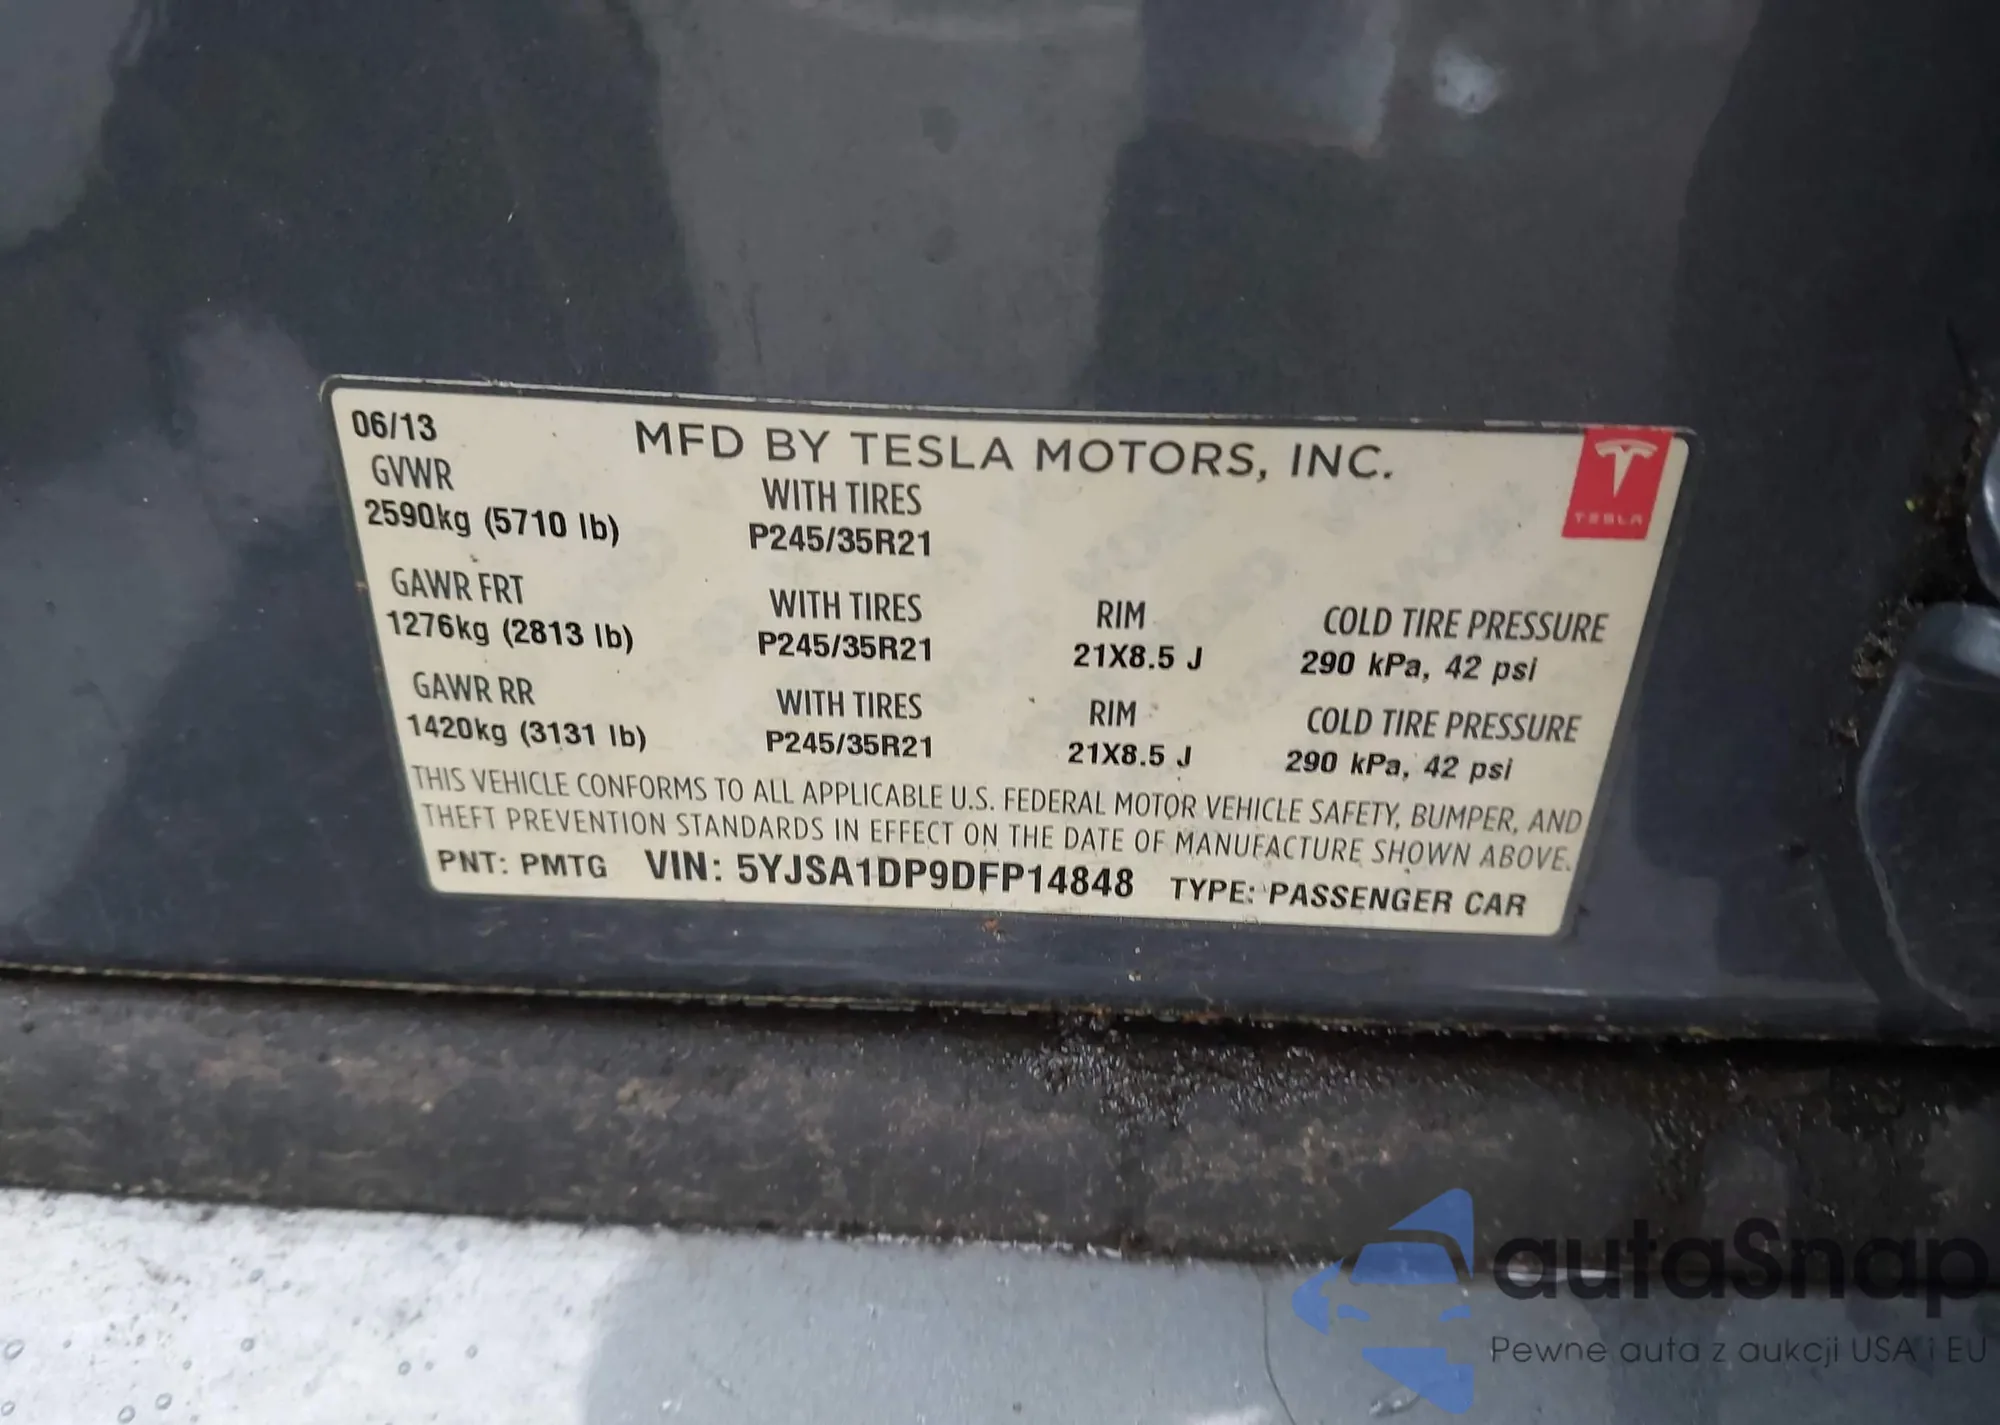 06/13 MFD BY TESLA MOTORS, INC.
TESLA
GVWR WITH TIRES
2590kg (5710 lb) P245/35R21
GAWR FRT WITH TIRES RIM COLD TIRE PRESSURE
1276kg (2813 lb) P245/35R21 21X8.5 J 290 kPa, 42 psi
GAWR RR WITH TIRES RIM COLD TIRE PRESSURE
1420kg (3131 lb) P245/35R21 21X8.5 J 290 kPa, 42 psi
THIS VEHICLE CONFORMS TO ALL APPLICABLE U.S. FEDERAL MOTOR VEHICLE SAFETY, BUMPER, AND
THEFT PREVENTION STANDARDS IN EFFECT ON THE DATE OF MANUFACTURE SHOWN ABOVE.
PNT: PMTG VIN: 5YJSA1DP9DFP14848 TYPE: PASSENGER CAR
autaSnap
Pewne auta z aukcji USA i EU